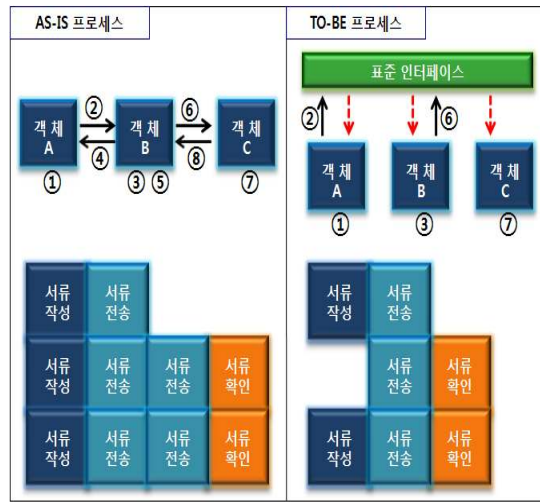 AS-IS 프로세스
②
⑥
객 체
A
객 체
B
객 체
C
④
⑧
①
③ ⑤
⑦
서류
작성
서류
전송
서류
작성
서류
전송
서류
전송
서류
확인
서류
작성
서류
전송
서류
전송
서류
확인
TO-BE 프로세스
표준 인터페이스
②
⑥
객 체
A
객 체
B
객 체
C
①
③
⑦
서류
작성
서류
전송
서류
전송
서류
확인
서류
작성
서류
전송
서류
확인